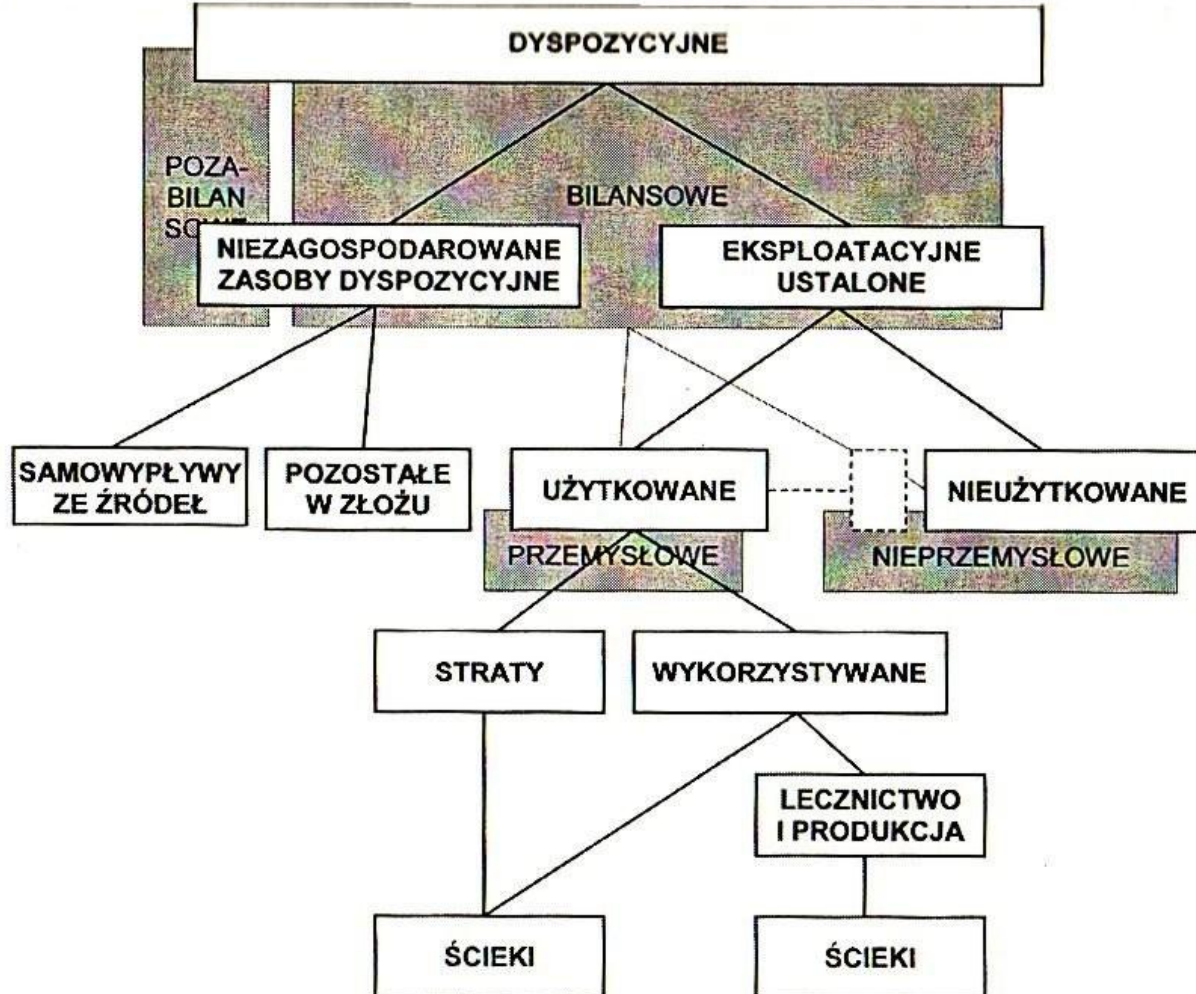 DYSPOZYCYJNE
POZA-
BILAN
BILANSOWE
NIEZAGOSPODAROWANE
ZASOBY DYSPOZYCYJNE
EKSPLOATACYJNE
USTALONE
SAMOWYPŁYWY
ZE ŹRÓDEŁ
POZOSTAŁE
W ZŁOŻU
UŻYTKOWANE
NIEUŻYTKOWANE
PRZEMYSŁOWE
NIEPRZEMYSŁOWE
STRATY
WYKORZYSTYWANE
LECZNICTWO
I PRODUKCJA
ŚCIEKI
ŚCIEKI